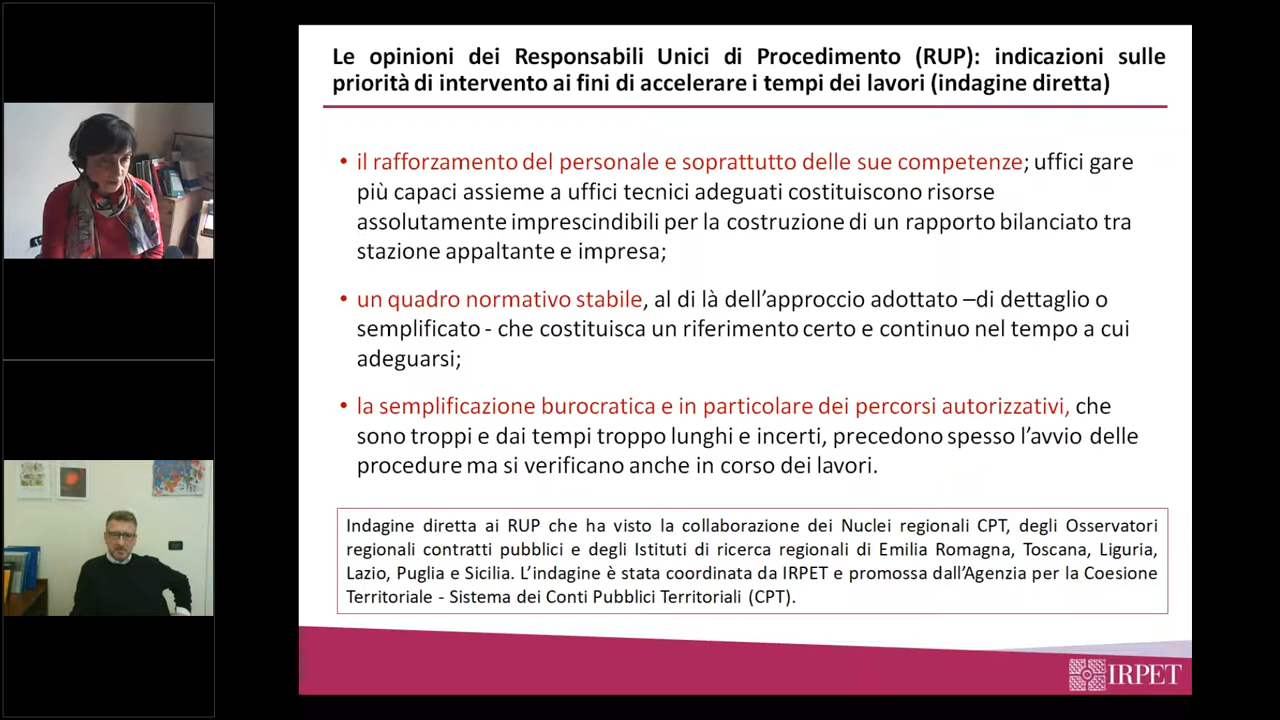 Le opinioni dei Responsabili Unici di Procedimento (RUP): indicazioni sulle
priorità di intervento ai fini di accelerare i tempi dei lavori (indagine diretta)
• il rafforzamento del personale e soprattutto delle sue competenze; uffici gare
più capaci assieme a uffici tecnici adeguati costituiscono risorse
assolutamente imprescindibili per la costruzione di un rapporto bilanciato tra
stazione appaltante e impresa;
• un quadro normativo stabile, al di là dell’approccio adottato –di dettaglio o
semplificato - che costituisca un riferimento certo e continuo nel tempo a cui
adeguarsi;
• la semplificazione burocratica e in particolare dei percorsi autorizzativi, che
sono troppi e dai tempi troppo lunghi e incerti, precedono spesso l’avvio delle
procedure ma si verificano anche in corso dei lavori.
Indagine diretta ai RUP che ha visto la collaborazione dei Nuclei regionali CPT, degli Osservatori
regionali contratti pubblici e degli Istituti di ricerca regionali di Emilia Romagna, Toscana, Liguria,
Lazio, Puglia e Sicilia. L’indagine è stata coordinata da IRPET e promossa dall’Agenzia per la Coesione
Territoriale - Sistema dei Conti Pubblici Territoriali (CPT).
IRPET